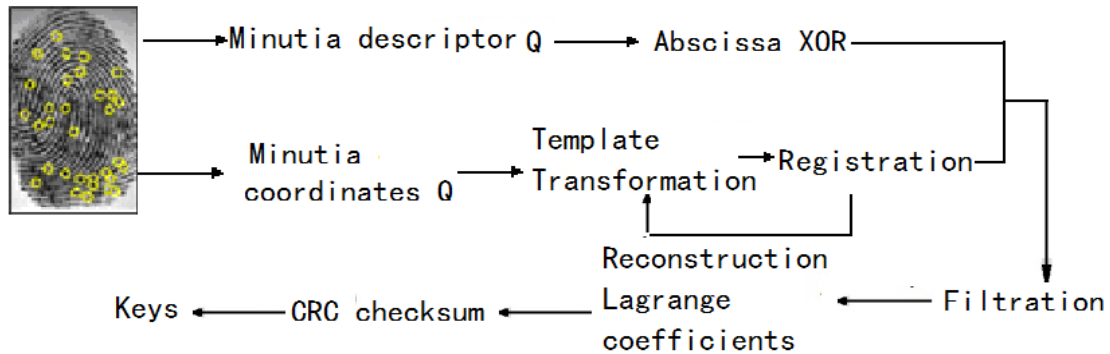 Minutia descriptor Q
Abscissa XOR
Minutia
coordinates Q
Template
Transformation
Registration
Reconstruction
Lagrange
coefficients
Filtration
CRC checksum
Keys